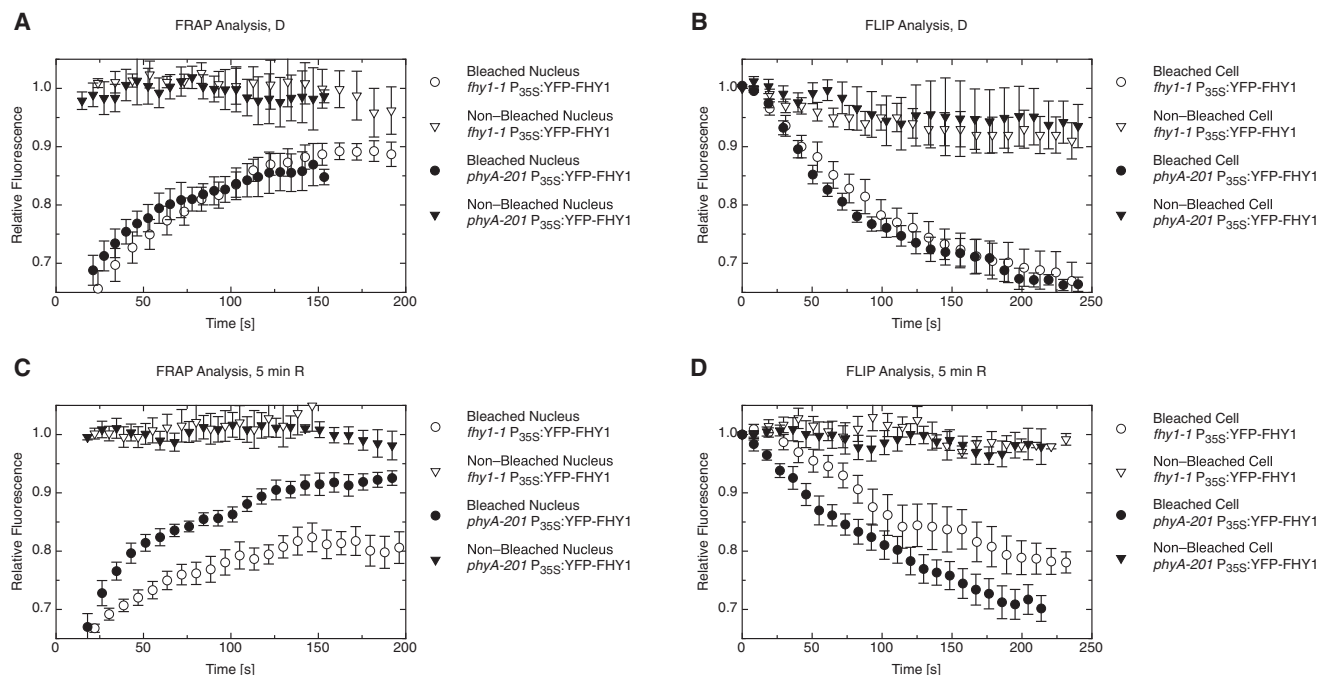 A
FRAP Analysis, D
Relative Fluorescence
1.0
0.9
0.8
0.7
0
50
100
150
200
Time [s]
Bleached Nucleus
fhy1-1 P35S:YFP-FHY1
Non-Bleached Nucleus
fhy1-1 P35S:YFP-FHY1
Bleached Nucleus
phyA-201 P35S:YFP-FHY1
Non-Bleached Nucleus
phyA-201 P35S:YFP-FHY1
B
FLIP Analysis, D
Relative Fluorescence
1.0
0.9
0.8
0.7
0
50
100
150
200
250
Time [s]
Bleached Cell
fhy1-1 P35S:YFP-FHY1
Non-Bleached Cell
fhy1-1 P35S:YFP-FHY1
Bleached Cell
phyA-201 P35S:YFP-FHY1
Non-Bleached Cell
phyA-201 P35S:YFP-FHY1
C
FRAP Analysis, 5 min R
Relative Fluorescence
1.0
0.9
0.8
0.7
0
50
100
150
200
Time [s]
Bleached Nucleus
fhy1-1 P35S:YFP-FHY1
Non–Bleached Nucleus
fhy1-1 P35S:YFP-FHY1
Bleached Nucleus
phyA-201 P35S:YFP-FHY1
Non–Bleached Nucleus
phyA-201 P35S:YFP-FHY1
D
FLIP Analysis, 5 min R
Relative Fluorescence
1.0
0.9
0.8
0.7
0
50
100
150
200
250
Time [s]
Bleached Cell
fhy1-1 P35S:YFP-FHY1
Non–Bleached Cell
fhy1-1 P35S:YFP-FHY1
Bleached Cell
phyA-201 P35S:YFP-FHY1
Non–Bleached Cell
phyA-201 P35S:YFP-FHY1